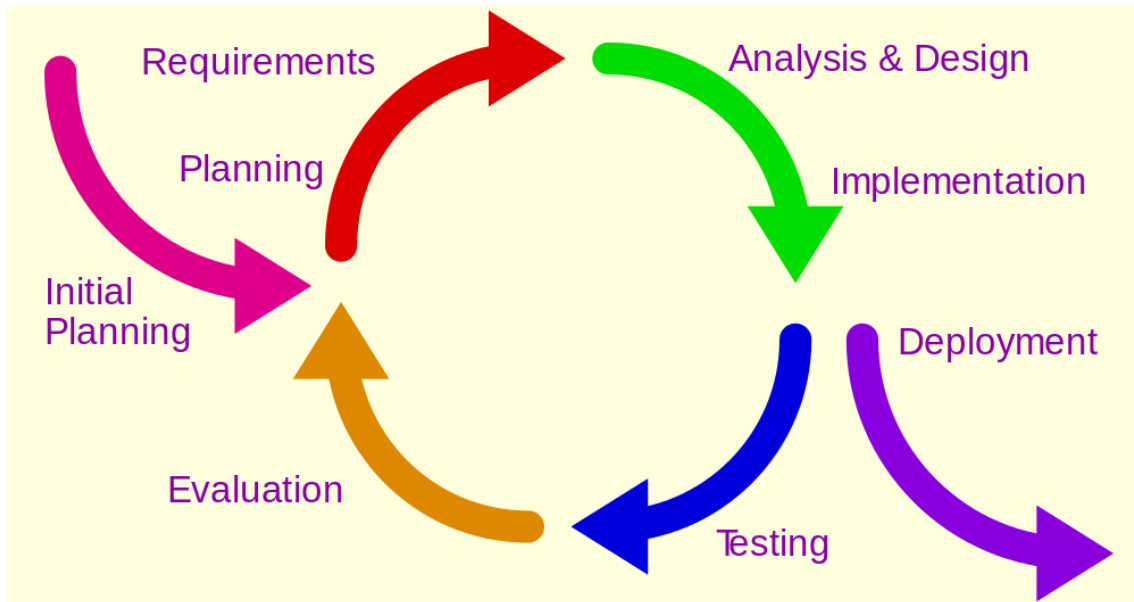 Requirements
Analysis & Design
Planning
Implementation
Initial
Planning
Deployment
Evaluation
Testing